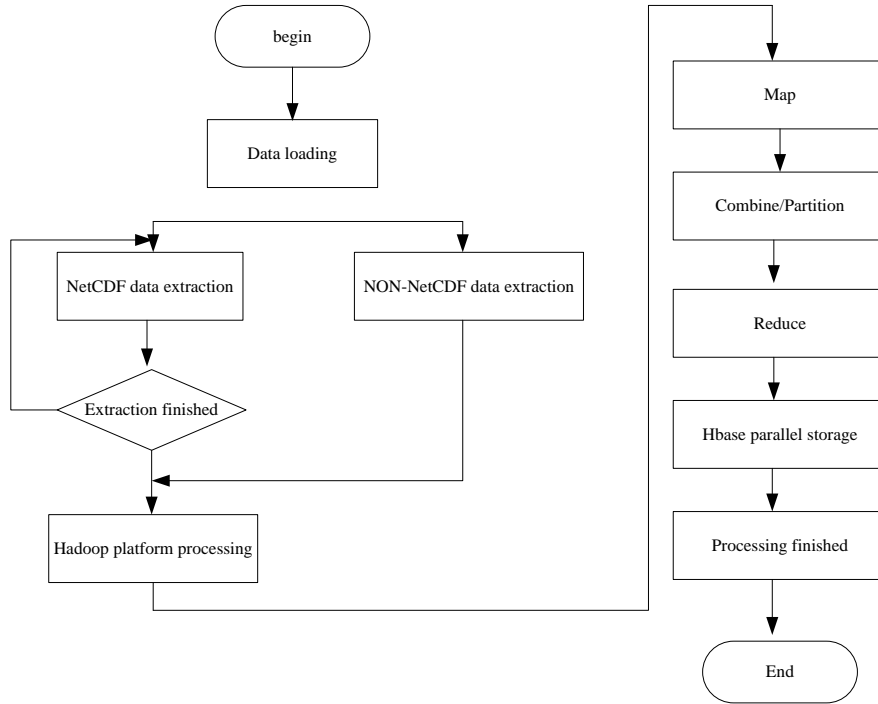 begin
Data loading
NetCDF data extraction
NON-NetCDF data extraction
Extraction finished
Hadoop platform processing
Map
Combine/Partition
Reduce
Hbase parallel storage
Processing finished
End